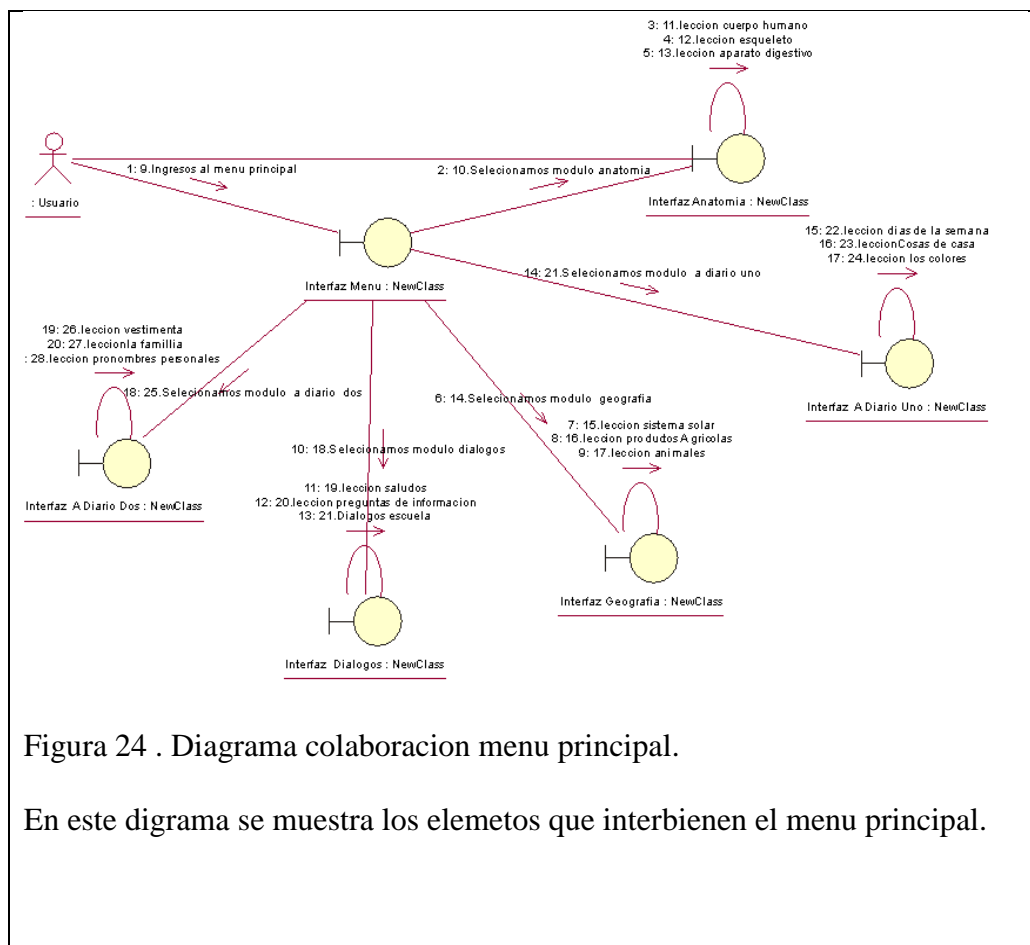 3: 11.leccion cuerpo humano
4: 12.leccion esqueleto
5: 13.leccion aparato digestivo
1: 9.Ingresos al menu principal
2: 10.Selecionamos modulo anatomia
: Usuario
Interfaz Anatomia : NewClass
15: 22.leccion dias de la semana
16: 23.leccionCosas de casa
17: 24.leccion los colores
14: 21.Selecionamos modulo a diario uno
Interfaz Menu : NewClass
19: 26.leccion vestimenta
20: 27.leccionla famillia
: 28.leccion pronombres personales
18: 25.Selecionamos modulo a diario dos
6: 14.Selecionamos modulo geografia
Interfaz A Diario Uno : NewClass
7: 15.leccion sistema solar
8: 16.leccion produdos Agricolas
9: 17.leccion animales
10: 18.Selecionamos modulo dialogos
11: 19.leccion saludos
12: 20.leccion preguntas de informacion
13: 21.Dialogos escuela
Interfaz A Diario Dos : NewClass
Interfaz Geografia : NewClass
Interfaz Dialogos : NewClass
Figura 24 . Diagrama colaboracion menu principal.
En este digrama se muestra los elemetos que interbienen el menu principal.